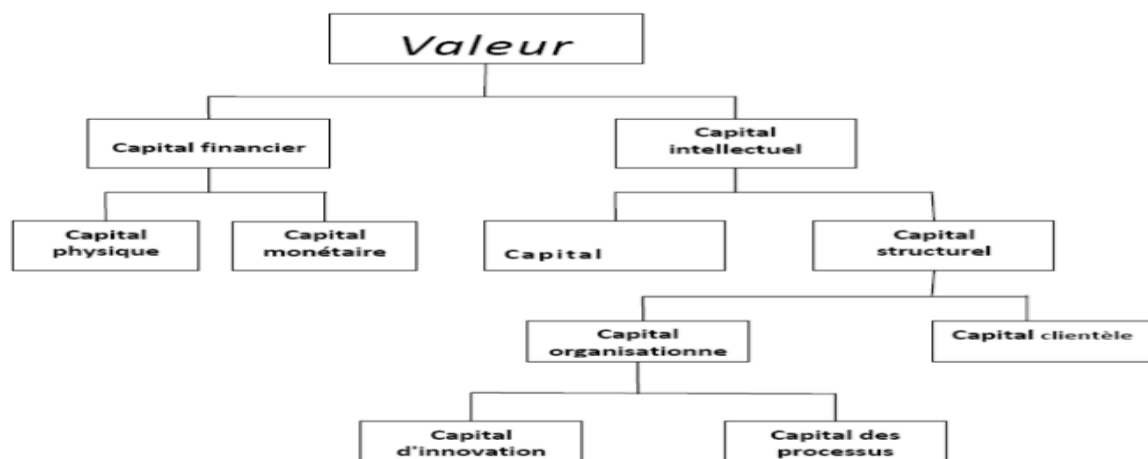 Valeur
Capital financier
Capital
intellectuel
Capital
physique
Capital
monétaire
Capital
Capital
structurel
Capital
organisationne
Capital clientèle
Capital
d'innovation
Capital des
processus